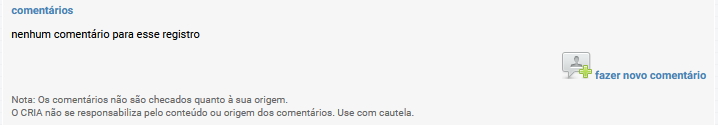 comentários
nenhum comentário para esse registro
fazer novo comentário
Nota: Os comentários não são checados quanto à sua origem.
O CRIA não se responsabiliza pelo conteúdo ou origem dos comentários. Use com cautela.